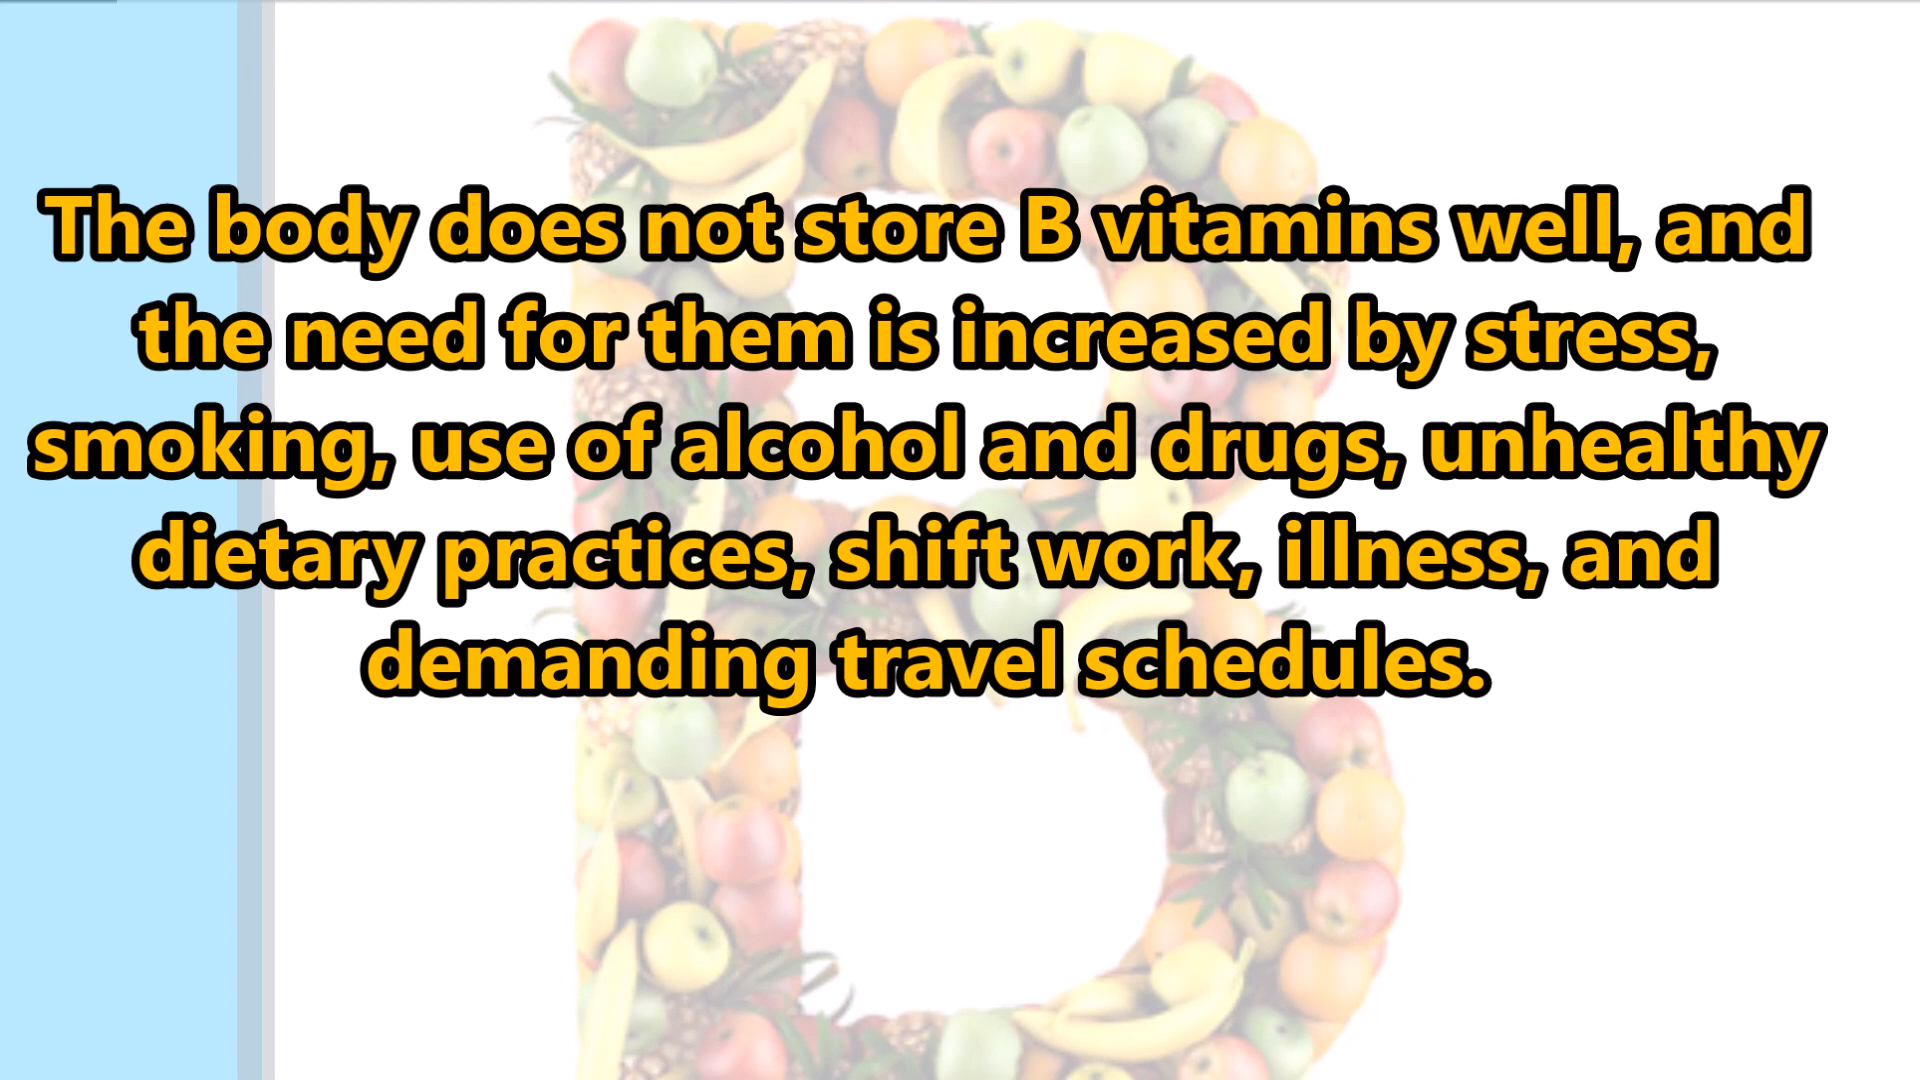 The body does not store B vitamins well, and
the need for them is increased by stress,
smoking, use of alcohol and drugs, unhealthy
dietary practices, shift work, illness, and
demanding travel schedules.